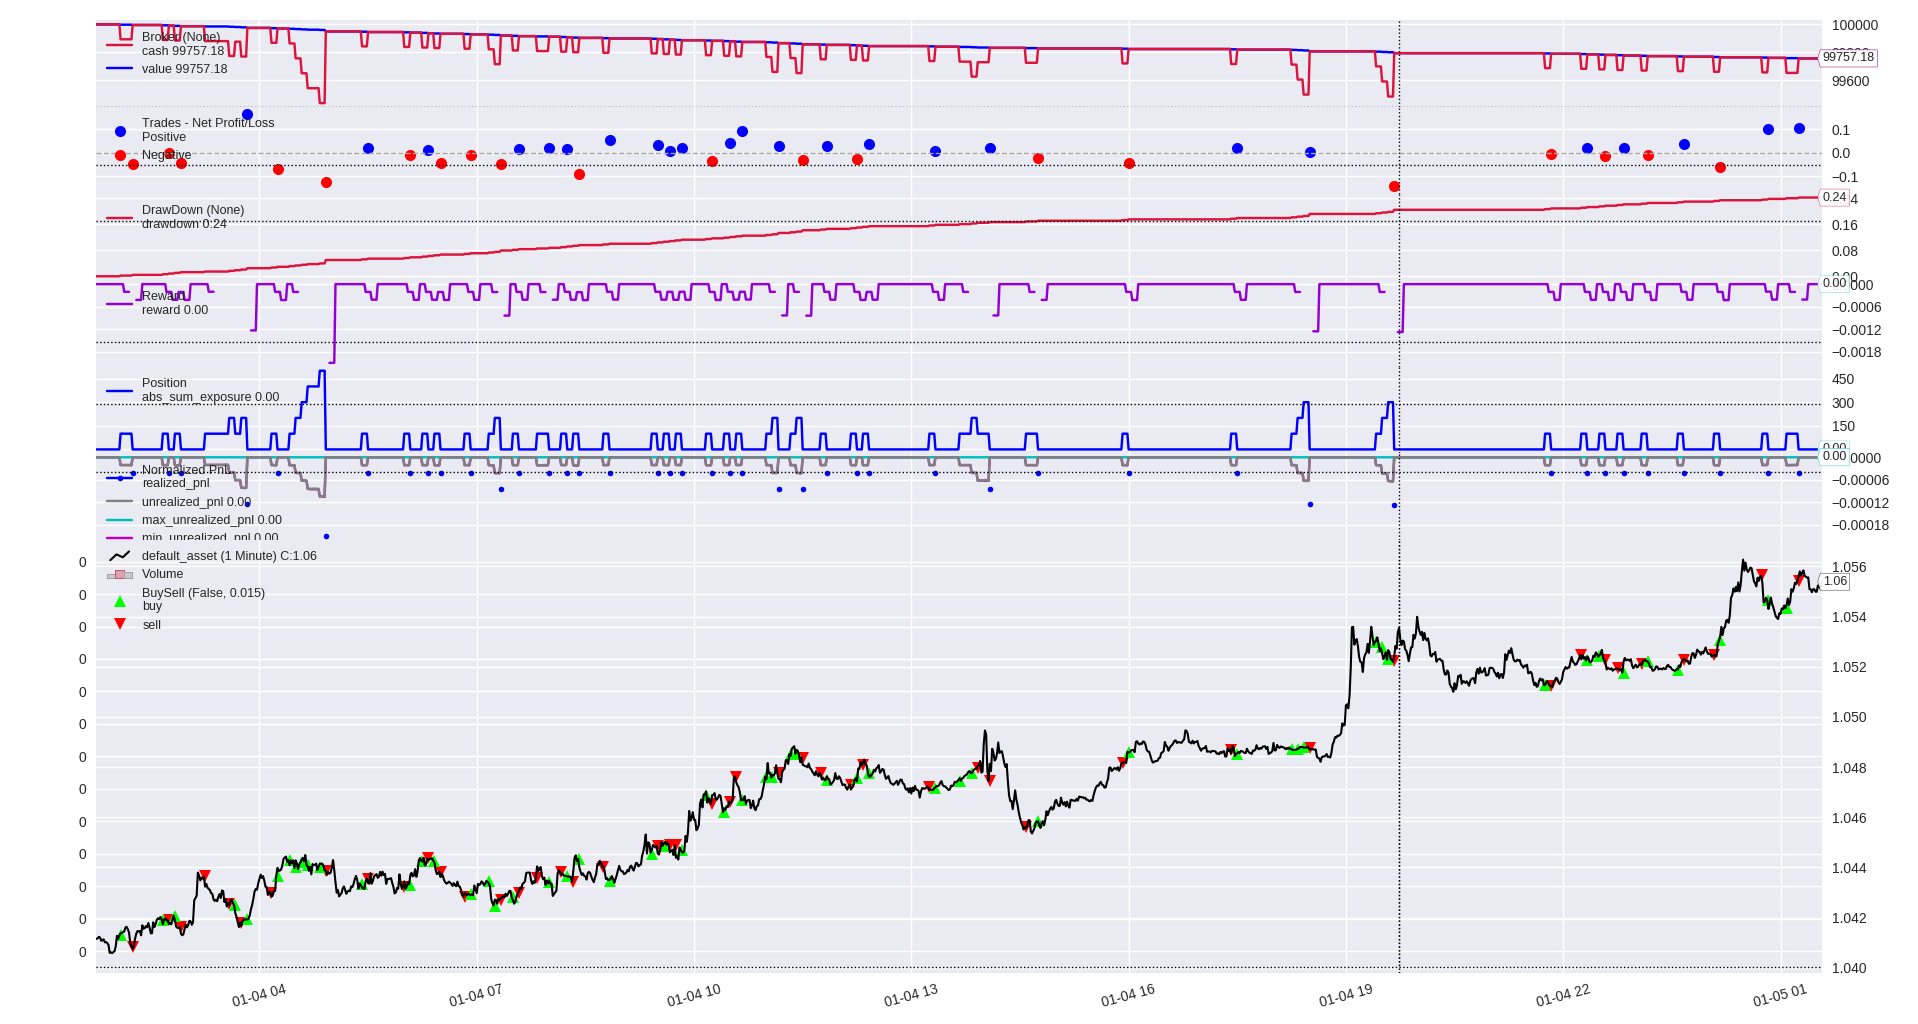 Broker (None)
cash 99757.18
value 99757.18
100000
99757.18
99600
Trades - Net Profit/Loss
Positive
Negative
0.1
0.0
−0.1
DrawDown (None)
drawdown 0.24
0.24
4
0.16
0.08
0.00
Reward
reward 0.00
0.00
000
−0.0006
−0.0012
−0.0018
Position
abs_sum_exposure 0.00
450
300
150
0.00
Normalized PnL
realized_pnl
unrealized_pnl 0.00
max_unrealized_pnl 0.00
min_unrealized_pnl 0.00
0.00
0000
−0.00006
−0.00012
−0.00018
default_asset (1 Minute) C:1.06
Volume
BuySell (False, 0.015)
buy
sell
0
0
0
0
0
0
0
0
0
0
0
0
0
1.056
1.06
1.054
1.052
1.050
1.048
1.046
1.044
1.042
1.040
01-04 04
01-04 07
01-04 10
01-04 13
01-04 16
01-04 19
01-04 22
01-05 01